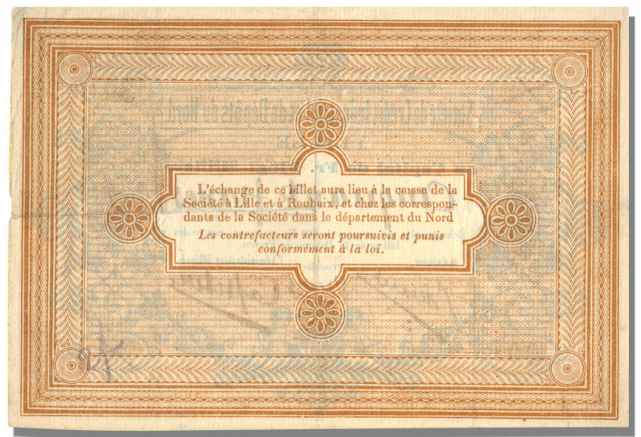 L'échange de ce billet aura lieu à la caisse de la
Société à Lille et à Roubaix, et chez les correspon-
dants de la Société dans le département du Nord
Les contrefacteurs seront poursuivis et punis
conformément à la loi.